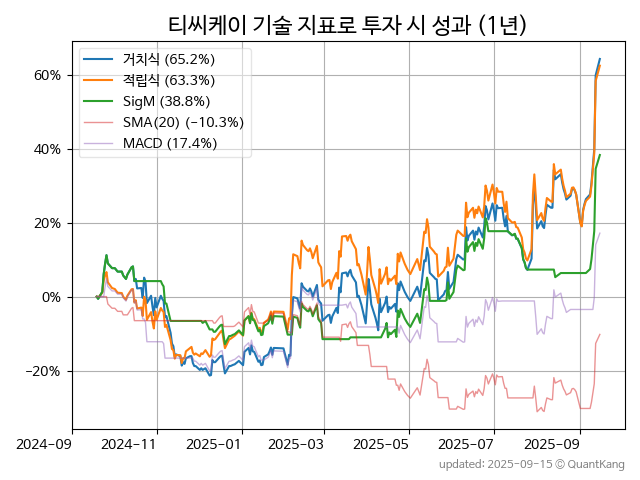 티씨케이 기술 지표로 투자 시 성과 (1년)
거치식 (65.2%)
적립식 (63.3%)
SigM (38.8%)
SMA(20) (−10.3%)
MACD (17.4%)
60%
40%
20%
0%
−20%
2024-09 2024-11 2025-01 2025-03 2025-05 2025-07 2025-09
updated: 2025-09-15 © QuantKang